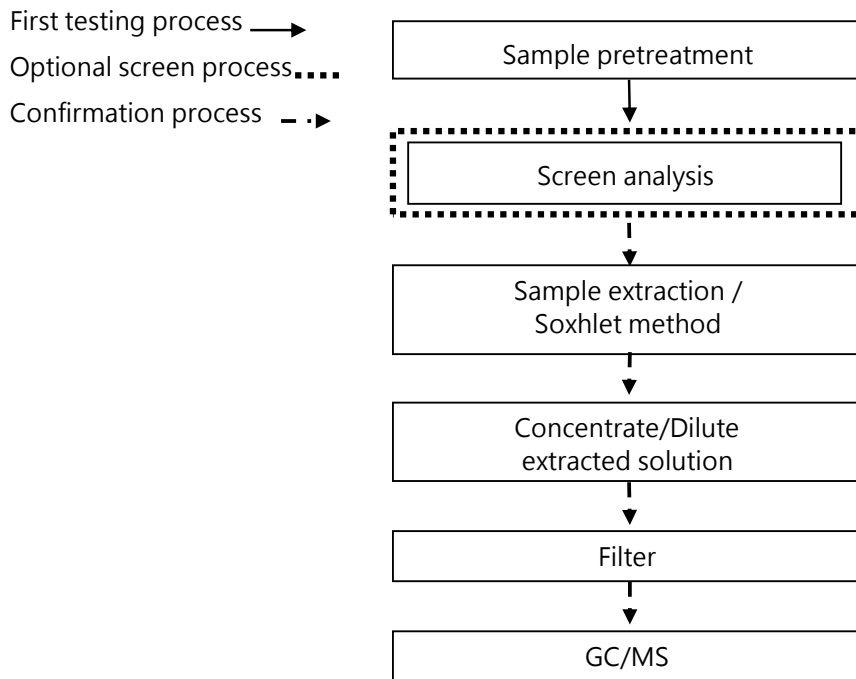 First testing process
Optional screen process
Confirmation process
Sample pretreatment
Screen analysis
Sample extraction /
Soxhlet method
Concentrate/Dilute
extracted solution
Filter
GC/MS